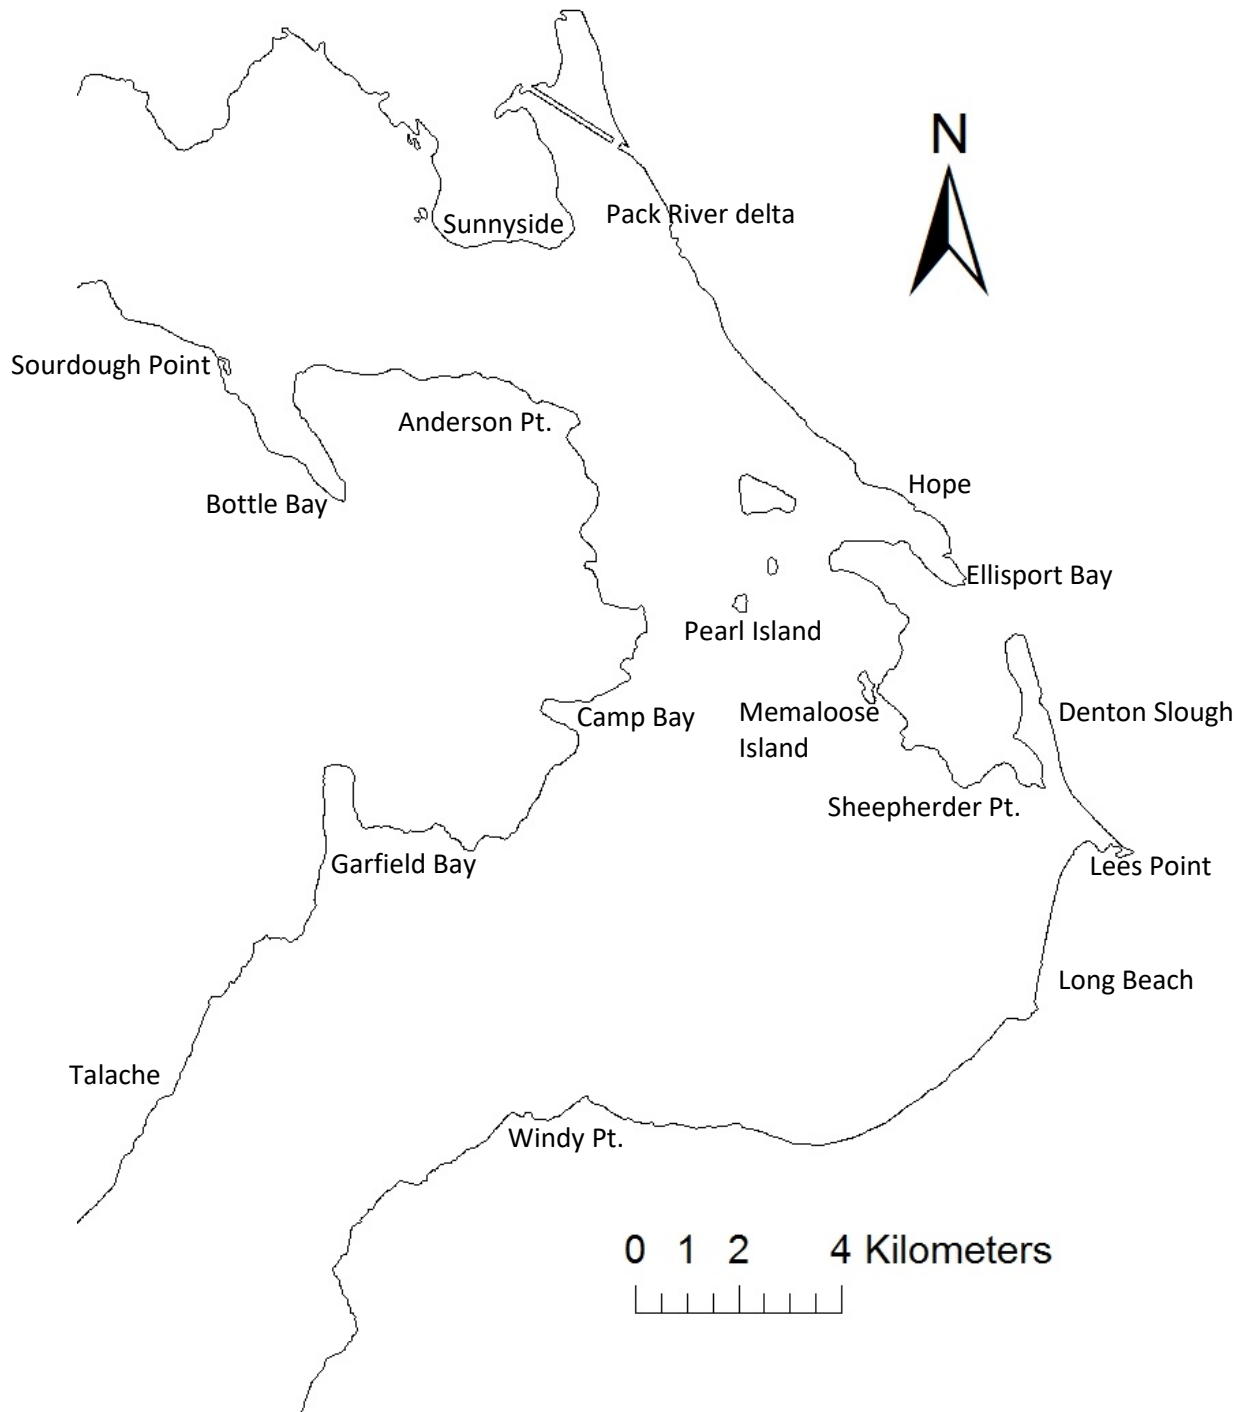 N
Sunnyside
Pack River delta
Sourdough Point
Anderson Pt.
Bottle Bay
Hope
Ellisport Bay
Pearl Island
Camp Bay
Memaloose
Island
Denton Slough
Sheepherder Pt.
Garfield Bay
Lees Point
Long Beach
Talache
Windy Pt.
0 1 2 4 Kilometers